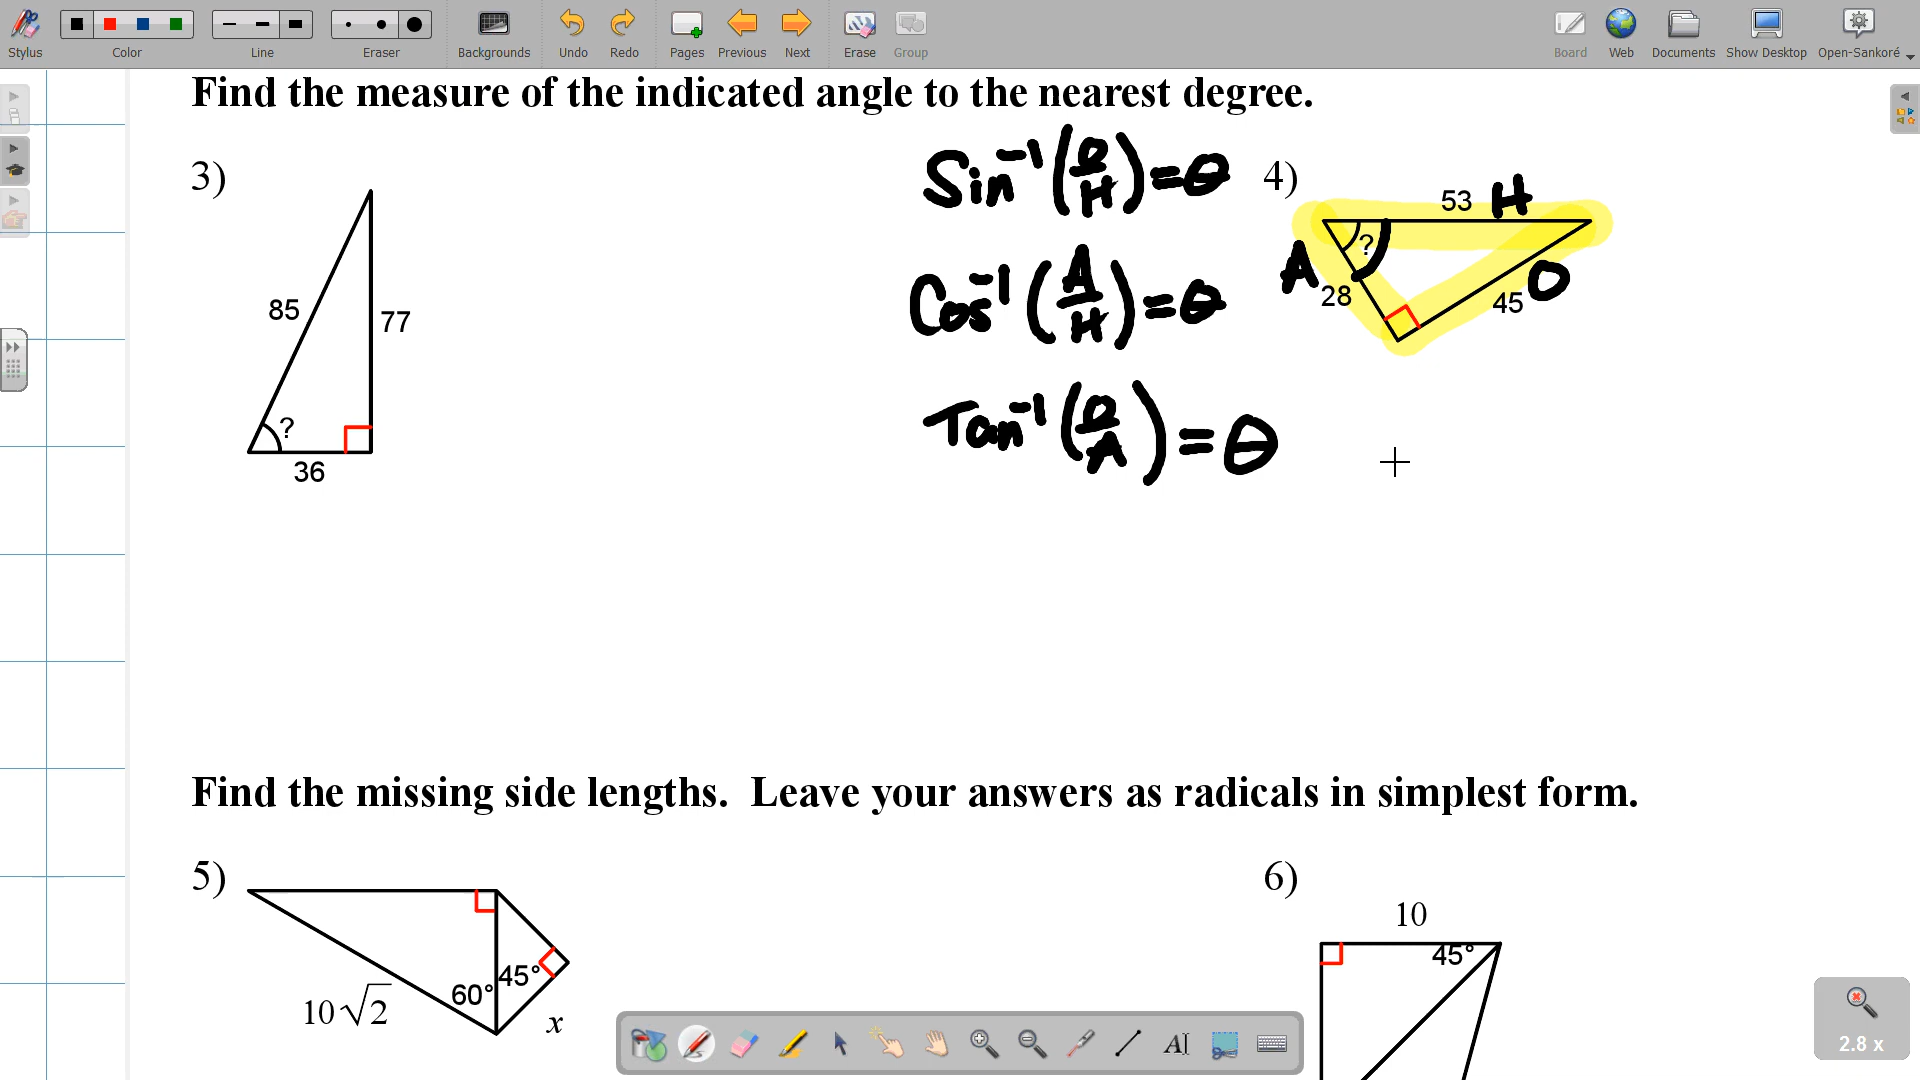 Stylus
Color
Line
Eraser
Backgrounds
Undo
Redo
Pages
Previous
Next
Erase
Group
Board
Web
Documents
Show Desktop
Open-Sankoré
Find the measure of the indicated angle to the nearest degree.
3)
85
77
?
36
Sin⁻¹(O/H)=θ
Cos⁻¹(A/H)=θ
Tan⁻¹(O/A)=θ
4)
53 H
?
A
28
45 O
Find the missing side lengths. Leave your answers as radicals in simplest form.
5)
60°
45°
10√2
x
6)
10
45°
AI
2.8 x